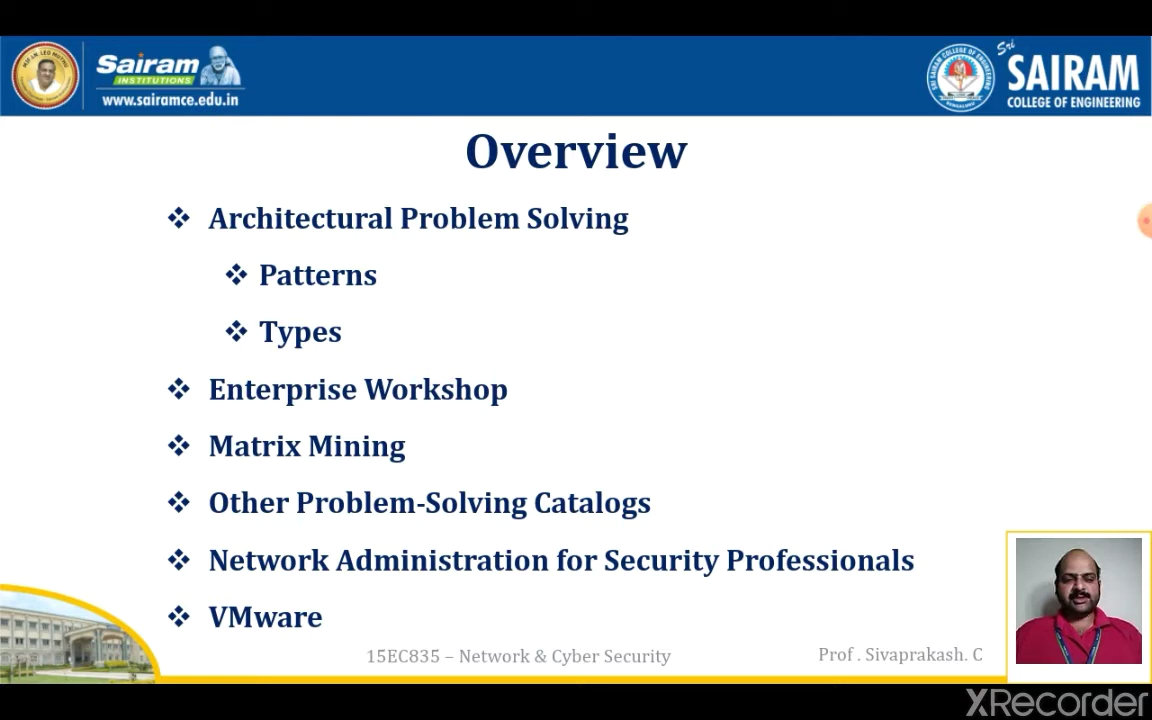 Sairam
INSTITUTIONS
www.sairamce.edu.in
Sri
SAIRAM
COLLEGE OF ENGINEERING
Overview
❖ Architectural Problem Solving
❖ Patterns
❖ Types
❖ Enterprise Workshop
❖ Matrix Mining
❖ Other Problem-Solving Catalogs
❖ Network Administration for Security Professionals
❖ VMware
15EC835 – Network & Cyber Security
Prof . Sivaprakash. C
XRecorder